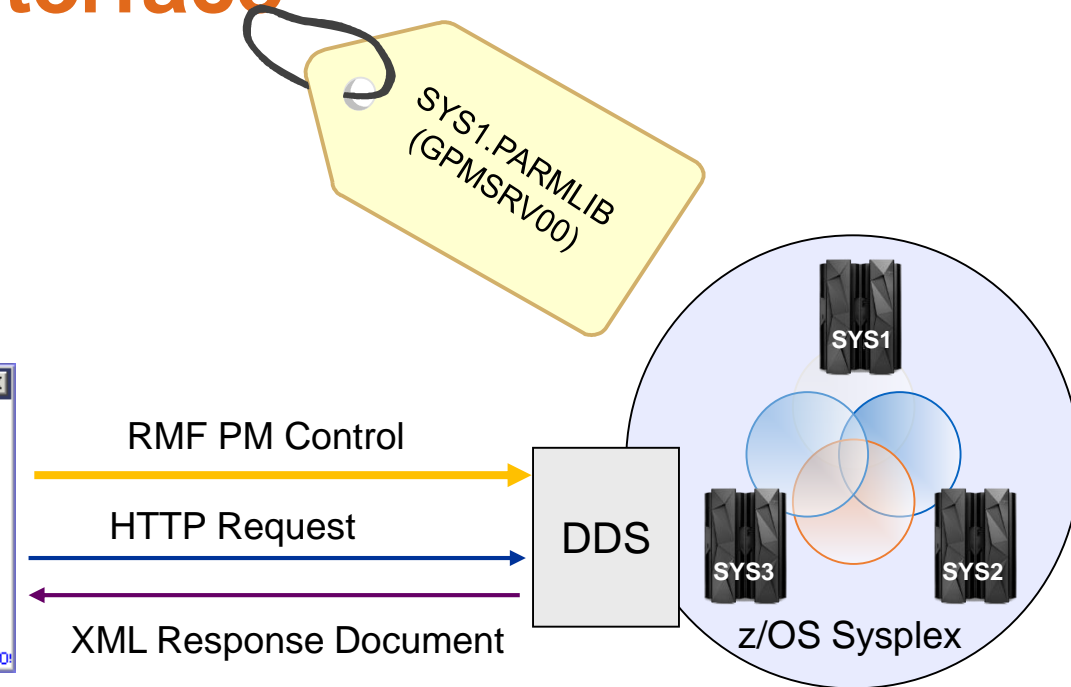 SYS1.PARMLIB
(GPMSRV00)
SYS1
RMF PM Control
HTTP Request
DDS
SYS3
SYS2
XML Response Document
z/OS Sysplex